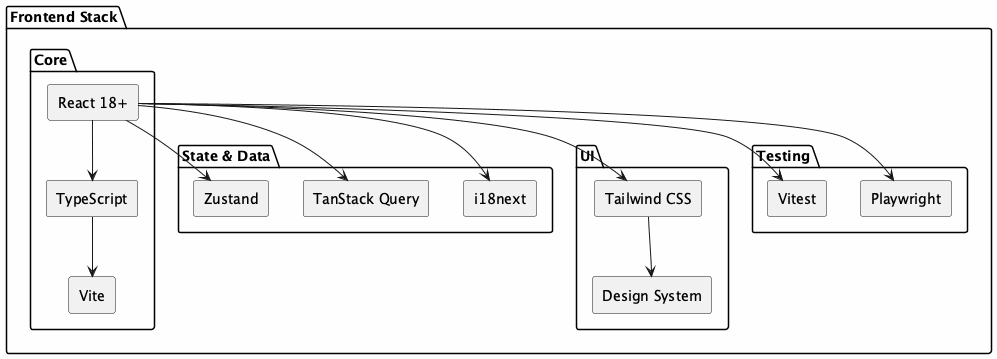 Frontend Stack
Core
React 18+
TypeScript
Vite
State & Data
Zustand
TanStack Query
i18next
UI
Tailwind CSS
Design System
Testing
Vitest
Playwright